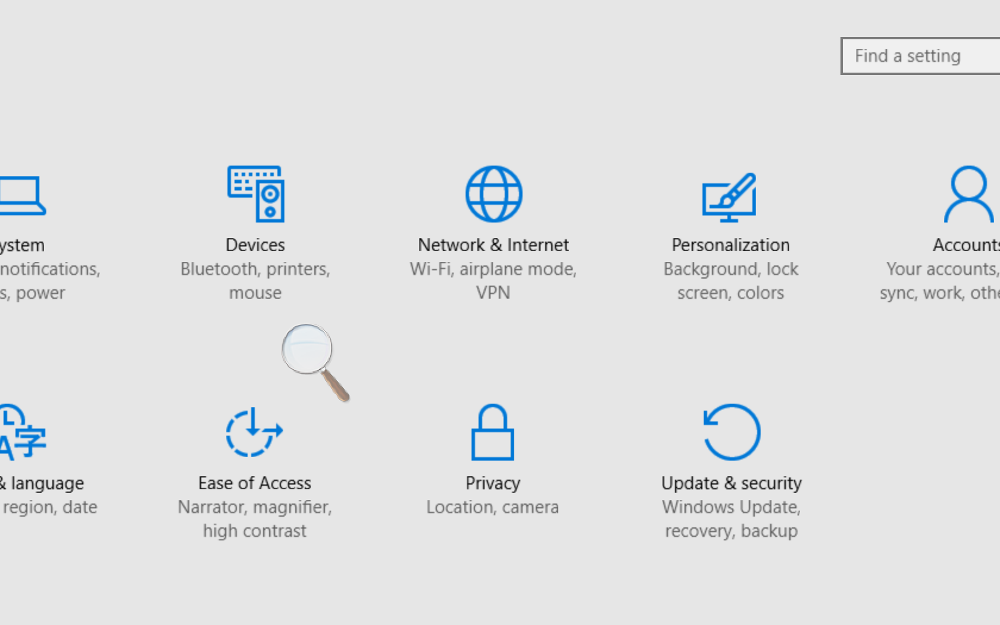 Find a setting
ystem
Devices
Network & Internet
Personalization
Accounts
notifications,
Bluetooth, printers,
Wi-Fi, airplane mode,
Background, lock
Your accounts,
s, power
mouse
VPN
screen, colors
sync, work, othe
A字
& language
Ease of Access
Privacy
Update & security
region, date
Narrator, magnifier,
Location, camera
Windows Update,
high contrast
recovery, backup